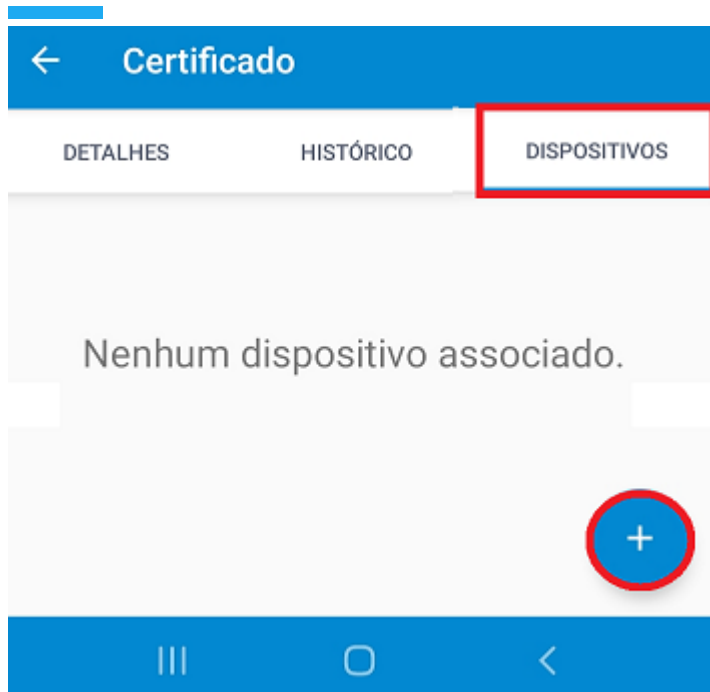 Certificado
DETALHES HISTÓRICO DISPOSITIVOS
Nenhum dispositivo associado.
+